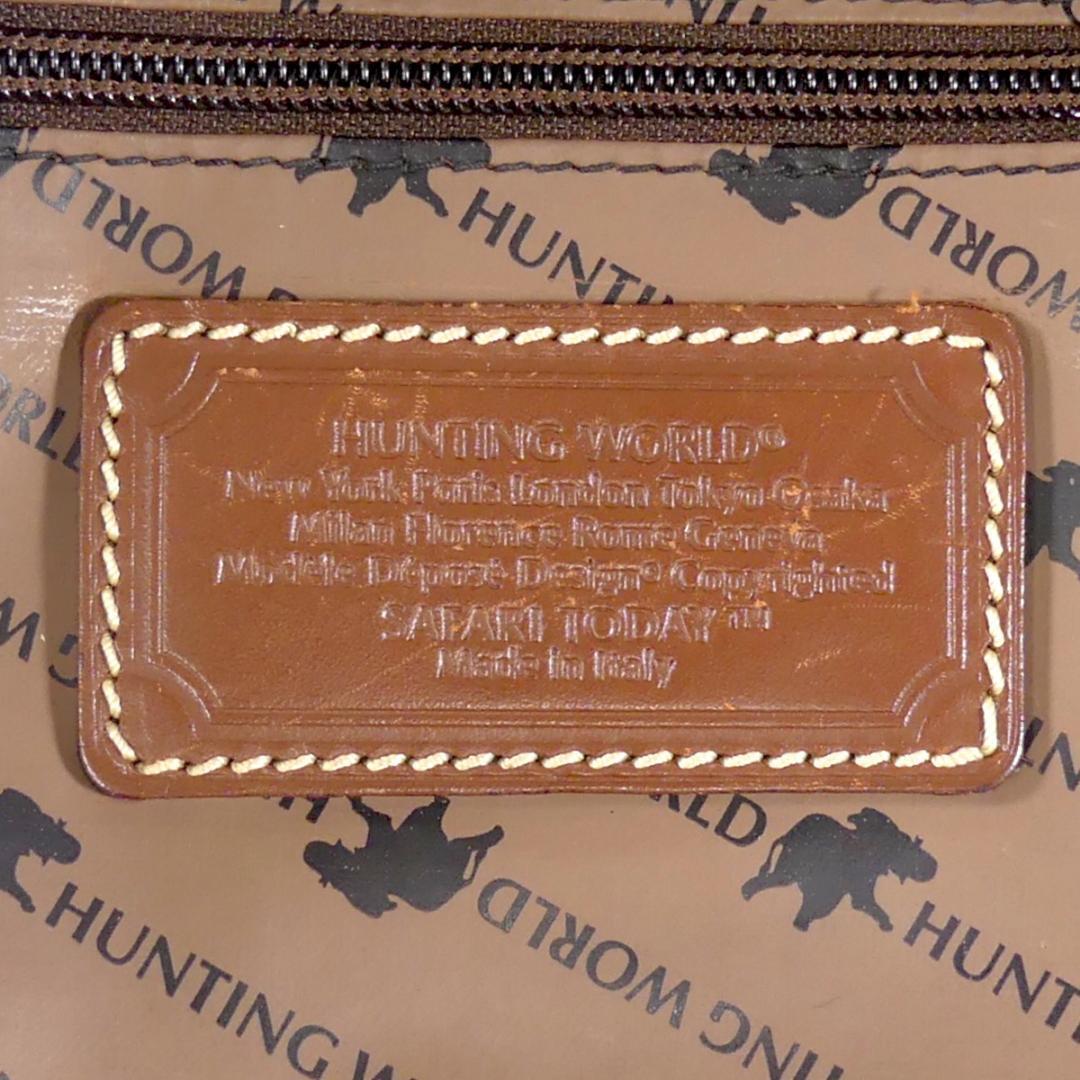 HUNTING
WORLD
HUNTING
WORLD
HUNTING WORLD®
New York Paris London Tokyo Osaka
Milan Florence Rome Geneva
Modèle Déposé Design® Copyrighted
SAFARI TODAY™
Made in Italy
HUNTING
WORLD
HUNTING